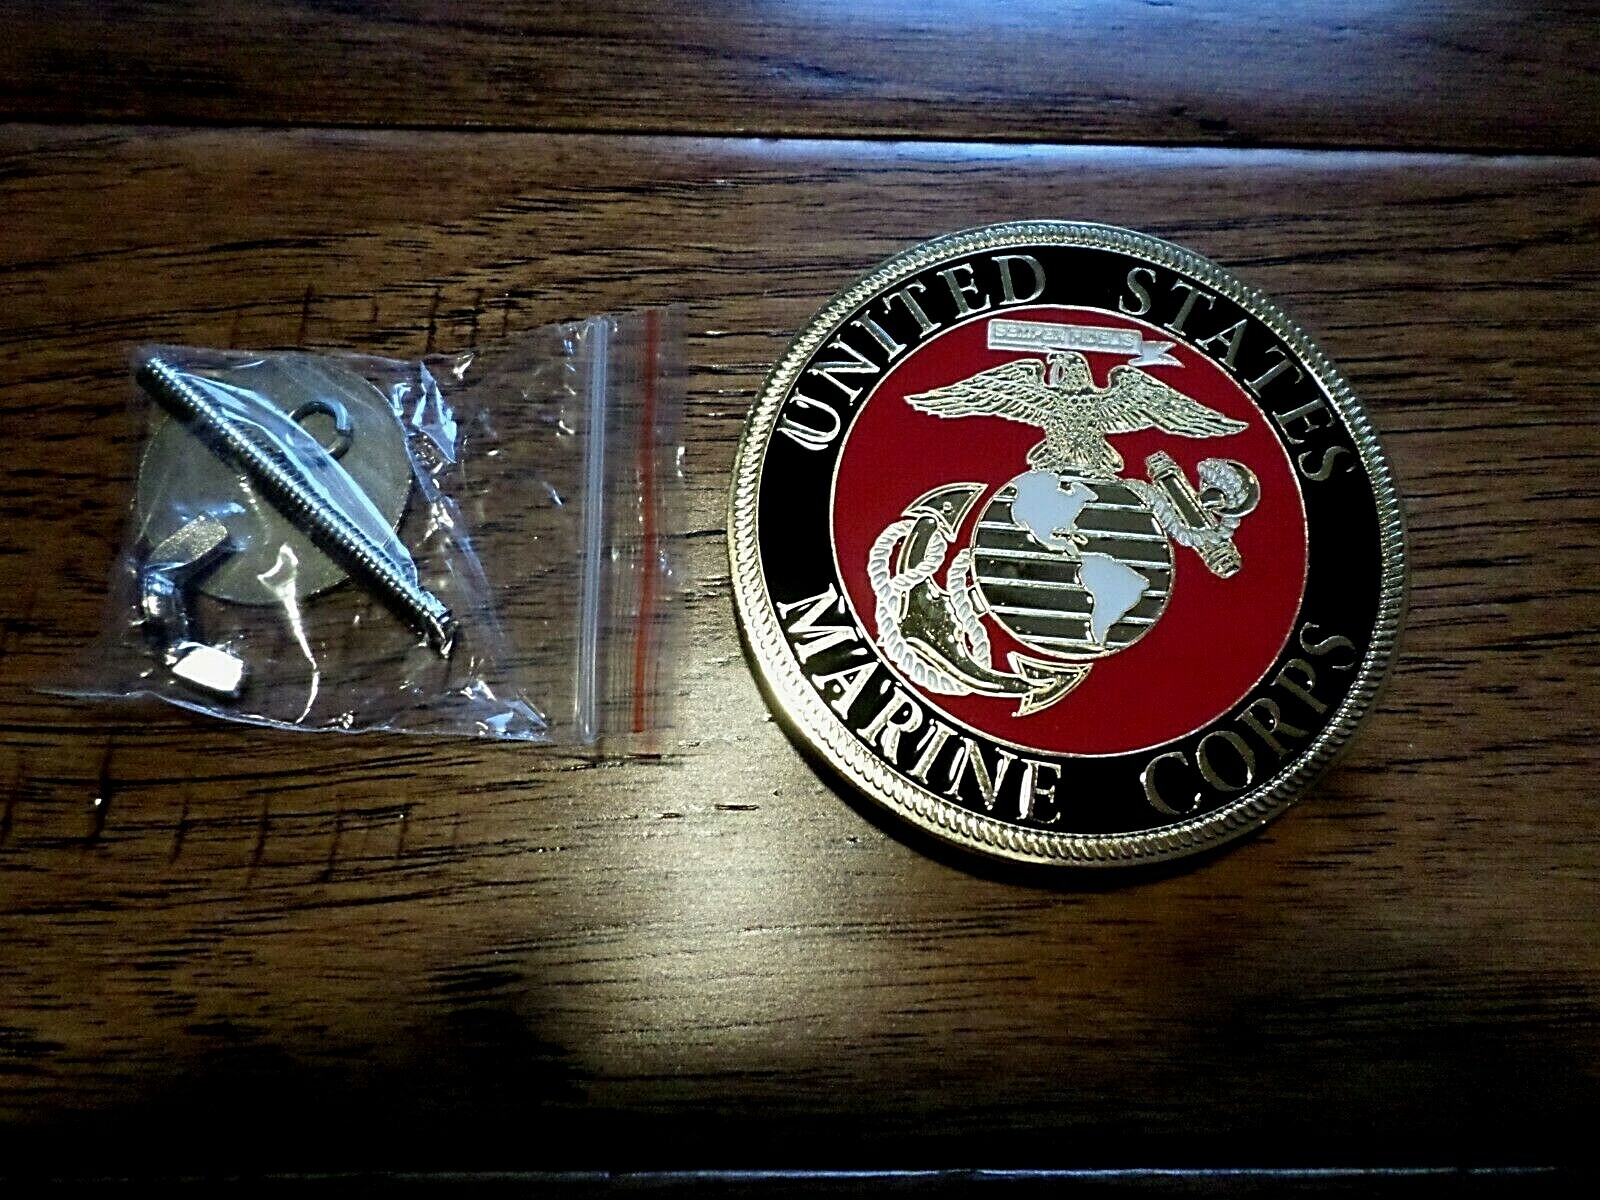 UNITED STATES
SEMPER FIDELIS
MARINE CORPS